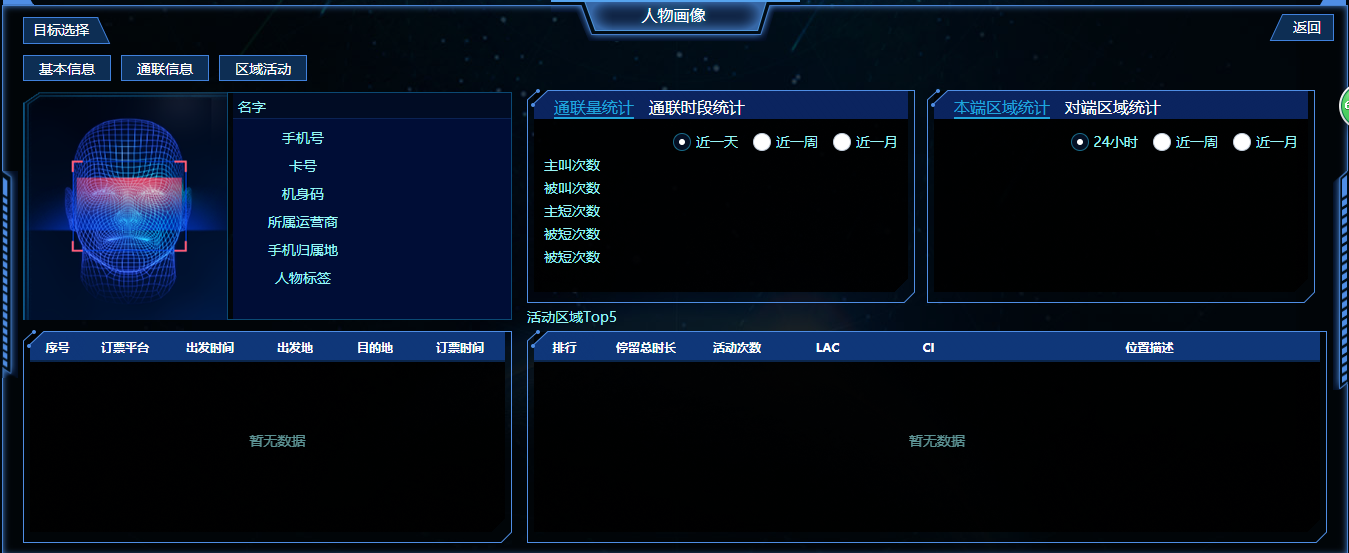 人物画像
目标选择
返回
基本信息 通联信息 区域活动
名字
手机号
卡号
机身码
所属运营商
手机归属地
人物标签
通联量统计 通联时段统计
近一天 近一周 近一月
主叫次数
被叫次数
主短次数
被短次数
被短次数
本端区域统计 对端区域统计
24小时 近一周 近一月
序号 订票平台 出发时间 出发地 目的地 订票时间
暂无数据
活动区域Top5
排行 停留总时长 活动次数 LAC CI 位置描述
暂无数据